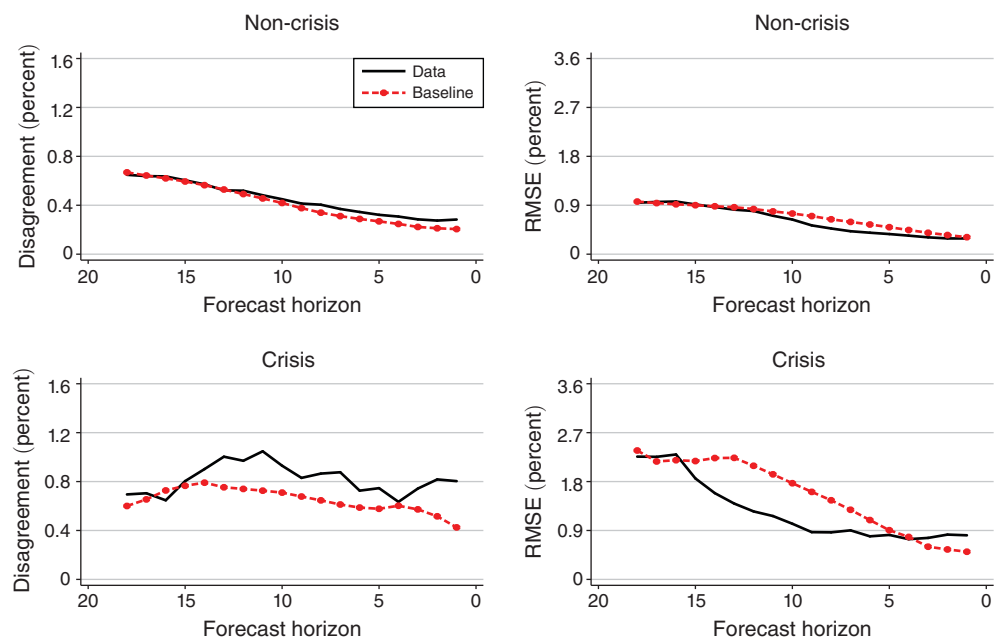 Non-crisis
Disagreement (percent)
1.6
1.2
0.8
0.4
0
20 15 10 5 0
Forecast horizon
Data
Baseline
Non-crisis
RMSE (percent)
3.6
2.7
1.8
0.9
0
20 15 10 5 0
Forecast horizon
Crisis
Disagreement (percent)
1.6
1.2
0.8
0.4
0
20 15 10 5 0
Forecast horizon
Crisis
RMSE (percent)
3.6
2.7
1.8
0.9
0
20 15 10 5 0
Forecast horizon